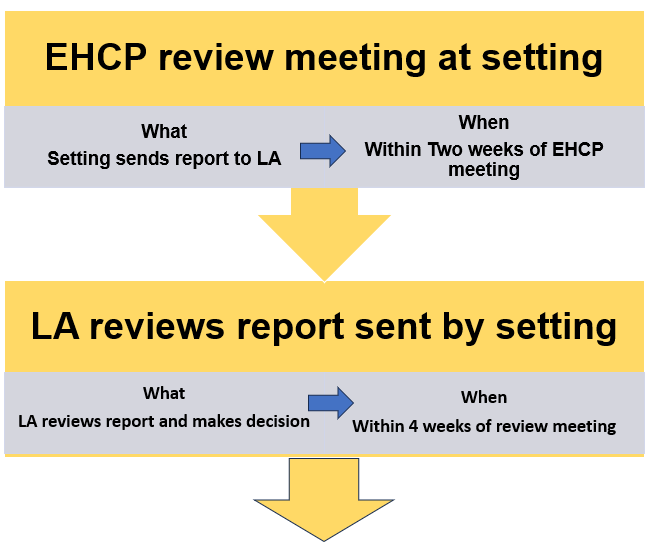 EHCP review meeting at setting
What
Setting sends report to LA
When
Within Two weeks of EHCP
meeting
LA reviews report sent by setting
What
LA reviews report and makes decision
When
Within 4 weeks of review meeting